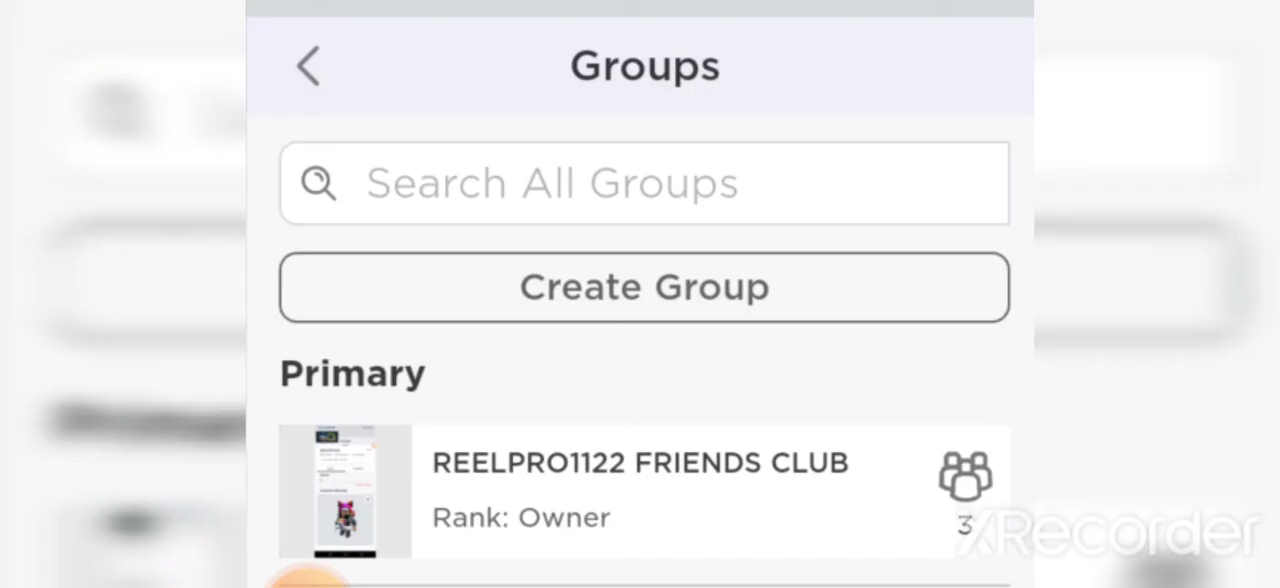 Groups
Search All Groups
Create Group
Primary
REELPRO1122 FRIENDS CLUB
Rank: Owner
3
XRecorder